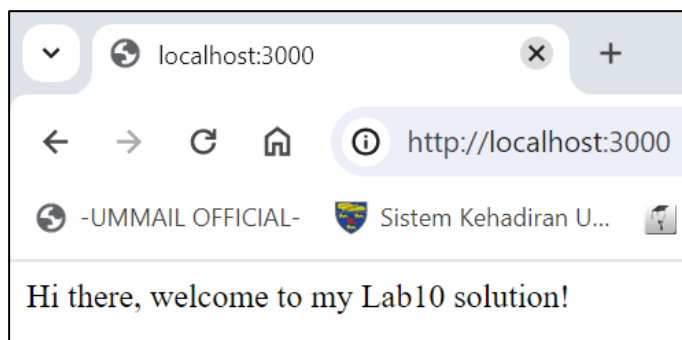 localhost:3000
http://localhost:3000
-UMMAIL OFFICIAL- Sistem Kehadiran U...
Hi there, welcome to my Lab10 solution!